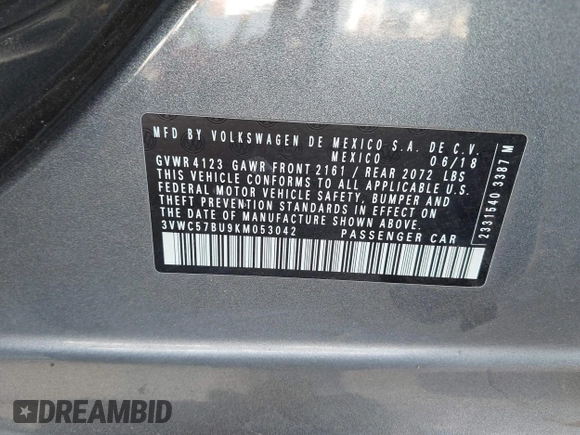 MFD BY VOLKSWAGEN DE MEXICO S.A. DE C.V.
MEXICO 06/18
GVWR 4123 GAWR FRONT 2161 / REAR 2072 LBS
THIS VEHICLE CONFORMS TO ALL APPLICABLE U.S.
FEDERAL MOTOR VEHICLE SAFETY, BUMPER AND
THEFT PREVENTION STANDARDS IN EFFECT ON
THE DATE OF MANUFACTURE SHOWN ABOVE.
3VWC57BU9KM053042 PASSENGER CAR
2331540 3387 M
DREAMBID